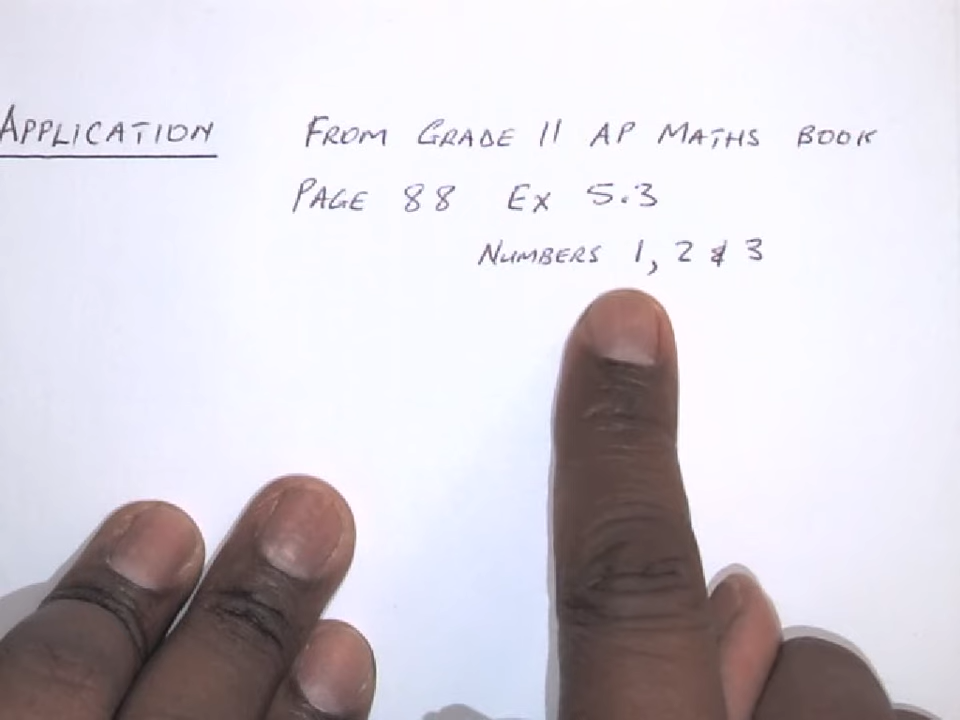 APPLICATION FROM GRADE 11 AP MATHS BOOK
PAGE 88 EX 5.3
NUMBERS 1, 2 & 3